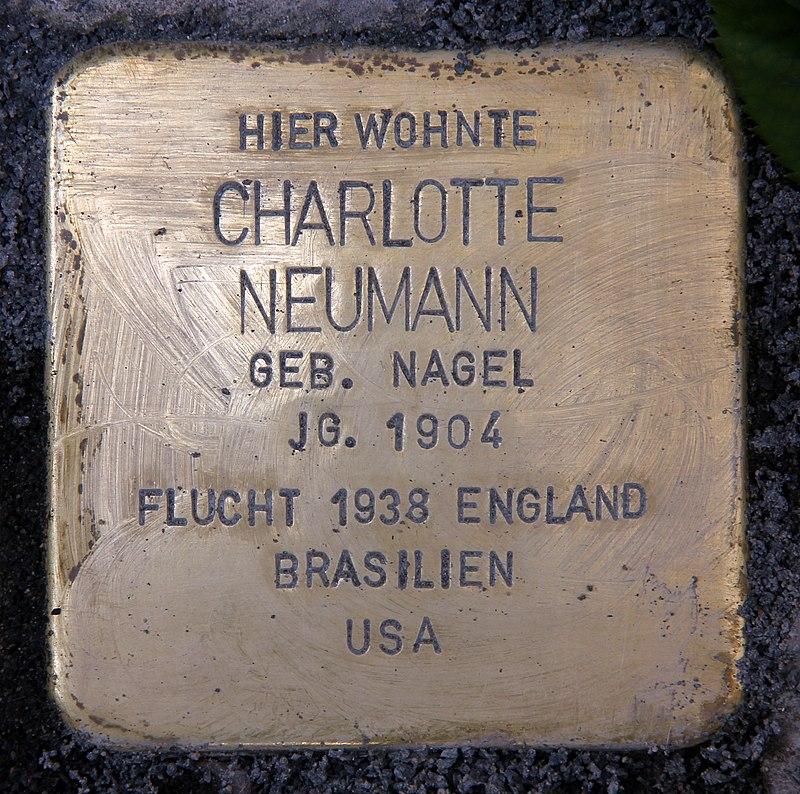 HIER WOHNTE
CHARLOTTE
NEUMANN
GEB. NAGEL
JG. 1904
FLUCHT 1938 ENGLAND
BRASILIEN
USA